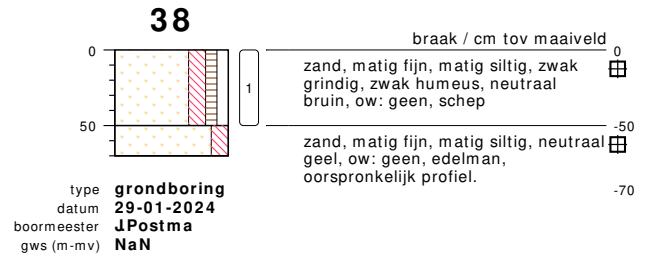 38
braak / cm tov maaiveld
0
0
zand, matig fijn, matig siltig, zwak
grindig, zwak humeus, neutraal
bruin, ow: geen, schep
1
50
-50
zand, matig fijn, matig siltig, neutraal
geel, ow: geen, edelman,
oorspronkelijk profiel.
-70
type grondboring
datum 29-01-2024
boormeester J.Postma
gws (m-mv) NaN